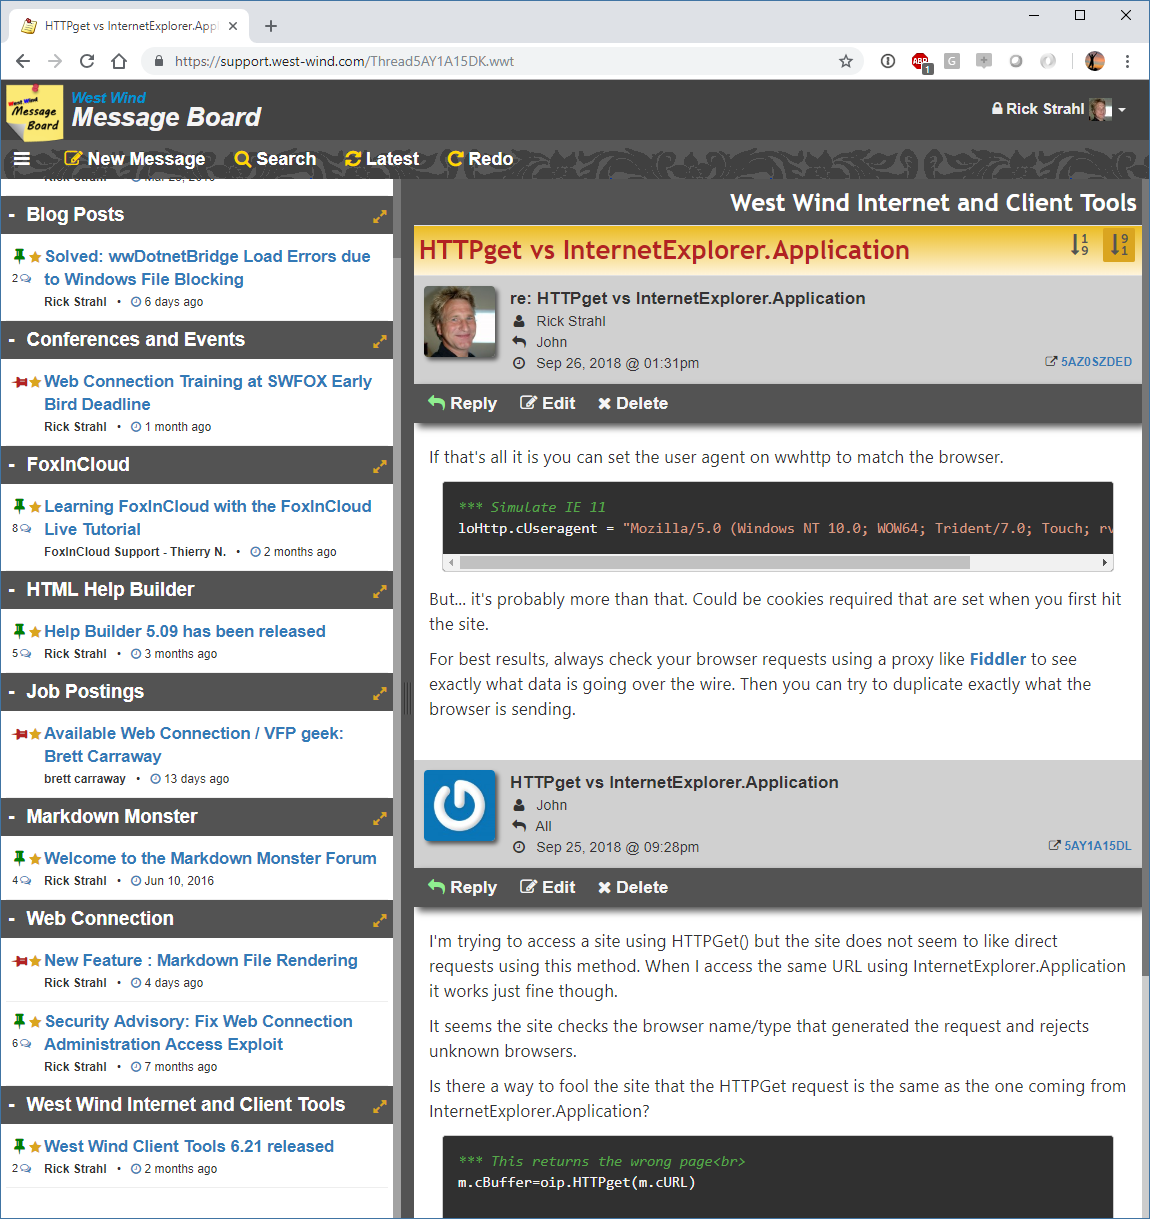 HTTPget vs InternetExplorer.Appl
https://support.west-wind.com/Thread5AY1A15DK.wwt
ABP
1
G
West Wind
Message Board
West Wind
Message
Board
Rick Strahl
New Message
Search
Latest
Redo
Rick Strahl
- Blog Posts
Solved: wwDotnetBridge Load Errors due
2
to Windows File Blocking
Rick Strahl • 6 days ago
- Conferences and Events
Web Connection Training at SWFOX Early
Bird Deadline
Rick Strahl • 1 month ago
- FoxInCloud
Learning FoxInCloud with the FoxInCloud
8
Live Tutorial
FoxInCloud Support - Thierry N. • 2 months ago
- HTML Help Builder
Help Builder 5.09 has been released
5
Rick Strahl • 3 months ago
- Job Postings
Available Web Connection / VFP geek:
Brett Carraway
brett carraway • 13 days ago
- Markdown Monster
Welcome to the Markdown Monster Forum
4
Rick Strahl • Jun 10, 2016
- Web Connection
New Feature : Markdown File Rendering
Rick Strahl • 4 days ago
Security Advisory: Fix Web Connection
6
Administration Access Exploit
Rick Strahl • 7 months ago
- West Wind Internet and Client Tools
West Wind Client Tools 6.21 released
2
Rick Strahl • 2 months ago
West Wind Internet and Client Tools
HTTPget vs InternetExplorer.Application
1
9
9
1
re: HTTPget vs InternetExplorer.Application
Rick Strahl
John
Sep 26, 2018 @ 01:31pm
5AZ0SZDED
Reply
Edit
Delete
If that's all it is you can set the user agent on wwhttp to match the browser.
*** Simulate IE 11
loHttp.cUseragent = "Mozilla/5.0 (Windows NT 10.0; WOW64; Trident/7.0; Touch; rv
But... it's probably more than that. Could be cookies required that are set when you first hit
the site.
For best results, always check your browser requests using a proxy like Fiddler to see
exactly what data is going over the wire. Then you can try to duplicate exactly what the
browser is sending.
HTTPget vs InternetExplorer.Application
John
All
Sep 25, 2018 @ 09:28pm
5AY1A15DL
Reply
Edit
Delete
I'm trying to access a site using HTTPGet() but the site does not seem to like direct
requests using this method. When I access the same URL using InternetExplorer.Application
it works just fine though.
It seems the site checks the browser name/type that generated the request and rejects
unknown browsers.
Is there a way to fool the site that the HTTPGet request is the same as the one coming from
InternetExplorer.Application?
*** This returns the wrong page<br>
m.cBuffer=oip.HTTPget(m.cURL)